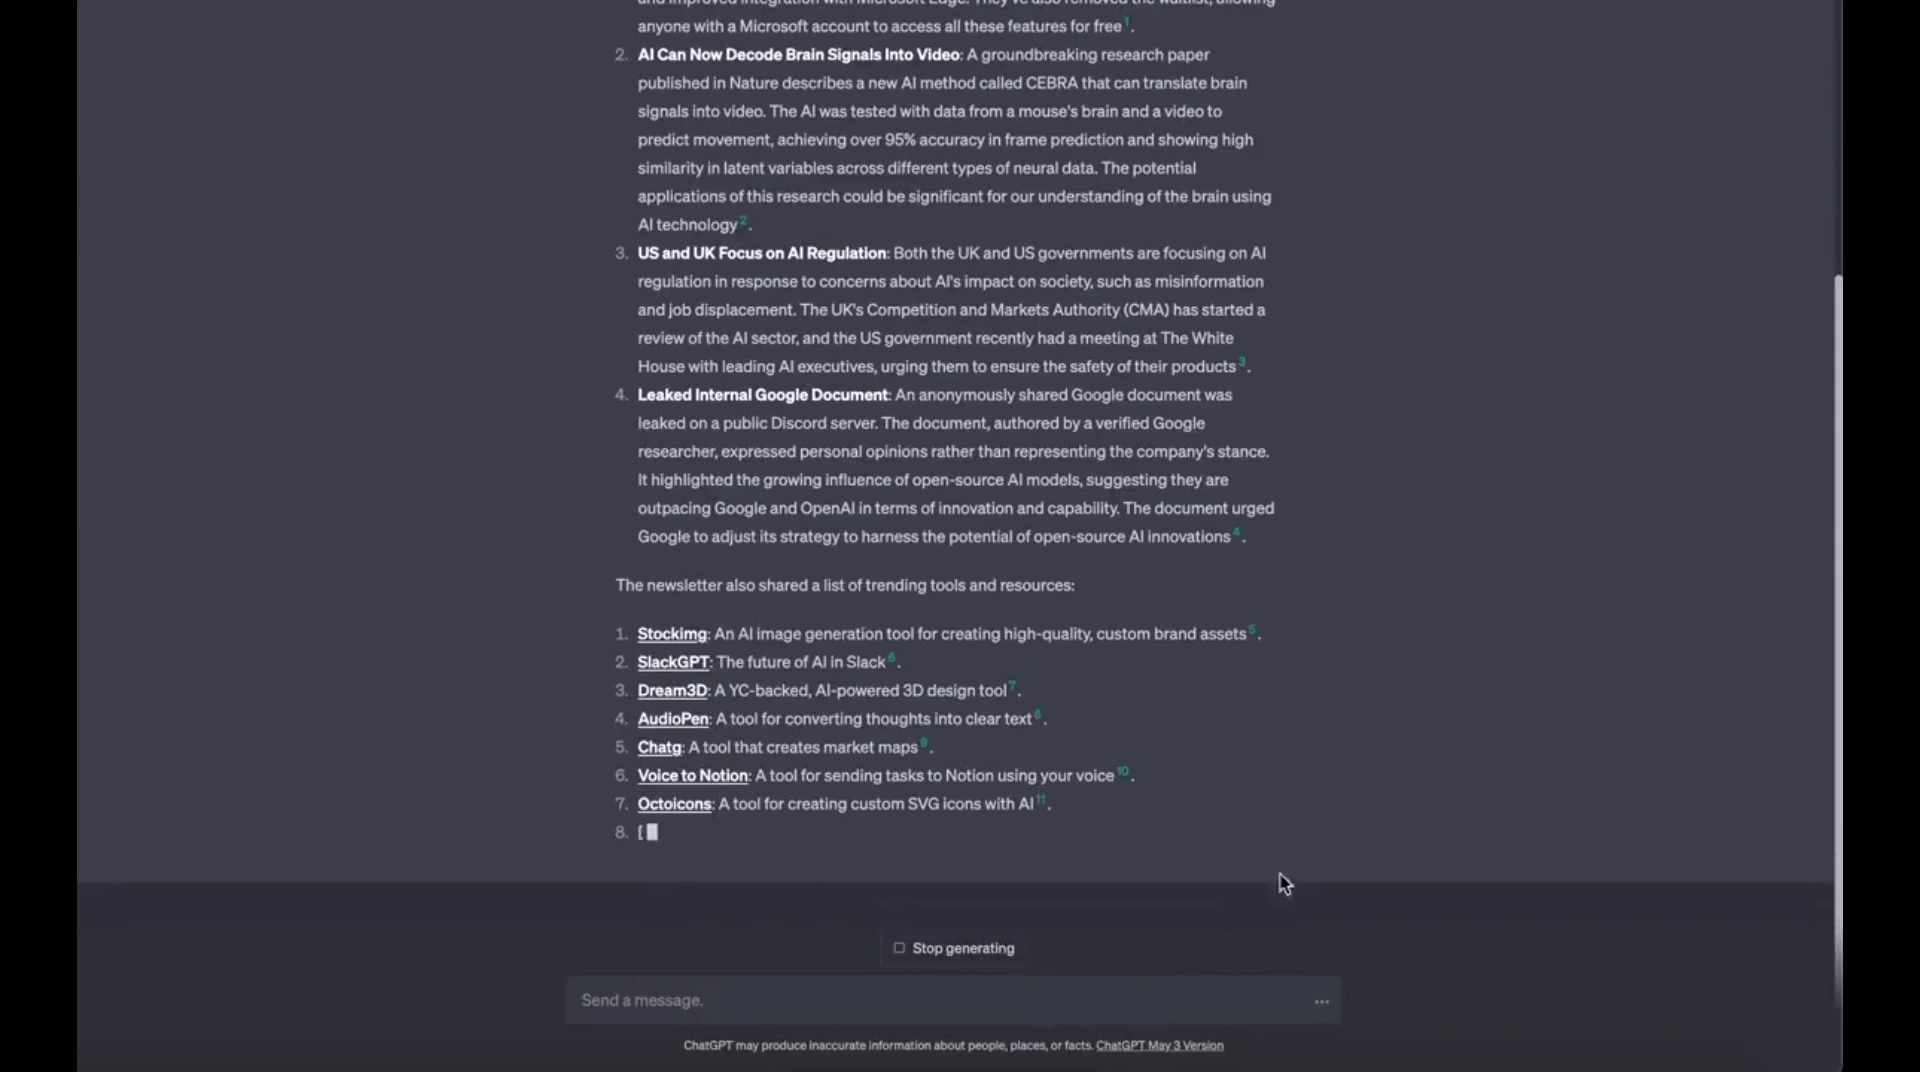 and improved integration with Microsoft Edge. They've also removed the waitlist, allowing
anyone with a Microsoft account to access all these features for free 1.
2. AI Can Now Decode Brain Signals Into Video: A groundbreaking research paper
published in Nature describes a new AI method called CEBRA that can translate brain
signals into video. The AI was tested with data from a mouse's brain and a video to
predict movement, achieving over 95% accuracy in frame prediction and showing high
similarity in latent variables across different types of neural data. The potential
applications of this research could be significant for our understanding of the brain using
AI technology 2.
3. US and UK Focus on AI Regulation: Both the UK and US governments are focusing on AI
regulation in response to concerns about AI's impact on society, such as misinformation
and job displacement. The UK's Competition and Markets Authority (CMA) has started a
review of the AI sector, and the US government recently had a meeting at The White
House with leading AI executives, urging them to ensure the safety of their products 3.
4. Leaked Internal Google Document: An anonymously shared Google document was
leaked on a public Discord server. The document, authored by a verified Google
researcher, expressed personal opinions rather than representing the company's stance.
It highlighted the growing influence of open-source AI models, suggesting they are
outpacing Google and OpenAI in terms of innovation and capability. The document urged
Google to adjust its strategy to harness the potential of open-source AI innovations 4.
The newsletter also shared a list of trending tools and resources:
1. Stockimg: An AI image generation tool for creating high-quality, custom brand assets 5.
2. SlackGPT: The future of AI in Slack 6.
3. Dream3D: A YC-backed, AI-powered 3D design tool 7.
4. AudioPen: A tool for converting thoughts into clear text 8.
5. Chatg: A tool that creates market maps 9.
6. Voice to Notion: A tool for sending tasks to Notion using your voice 10.
7. Octoicons: A tool for creating custom SVG icons with AI 11.
8. [
Stop generating
Send a message.
ChatGPT may produce inaccurate information about people, places, or facts. ChatGPT May 3 Version